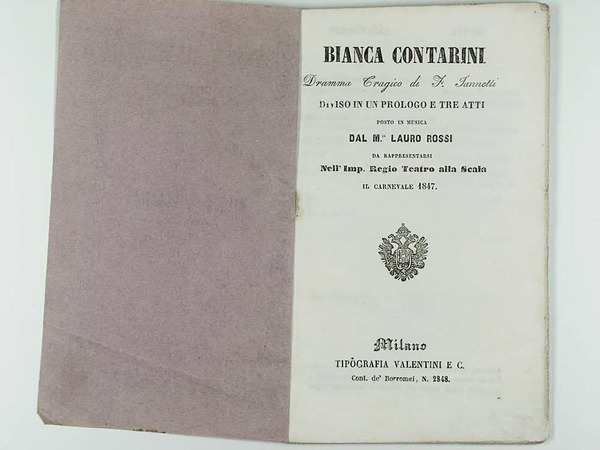 BIANCA CONTARINI
Dramma Tragico di F. Jannetti
DIVISO IN UN PROLOGO E TRE ATTI
POSTO IN MUSICA
DAL M.º LAURO ROSSI
DA RAPPRESENTARSI
Nell' Imp. Regio Teatro alla Scala
IL CARNEVALE 1847.
Milano
TIPOGRAFIA VALENTINI E C.
Cont. de' Borromei, N. 2848.